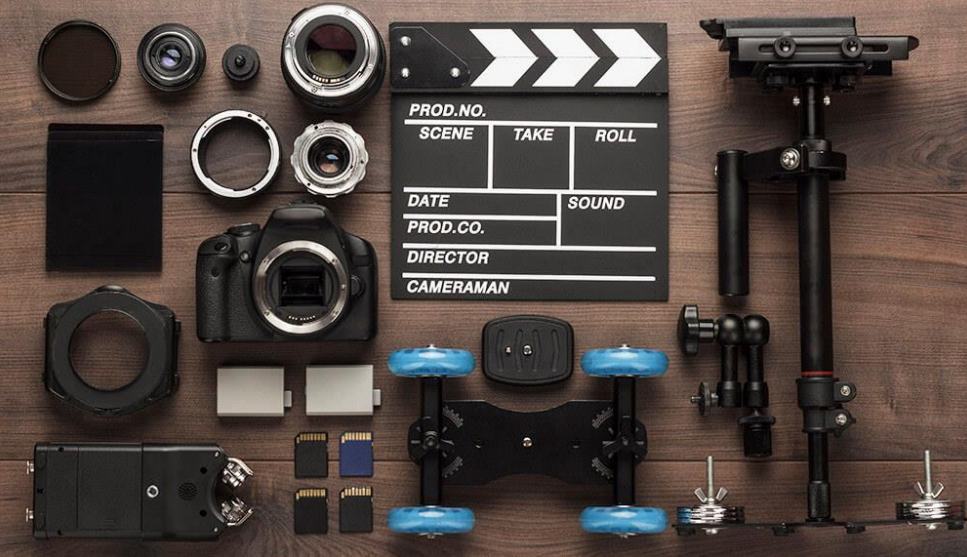 PROD.NO.
SCENE TAKE ROLL
DATE SOUND
PROD.CO.
DIRECTOR
CAMERAMAN